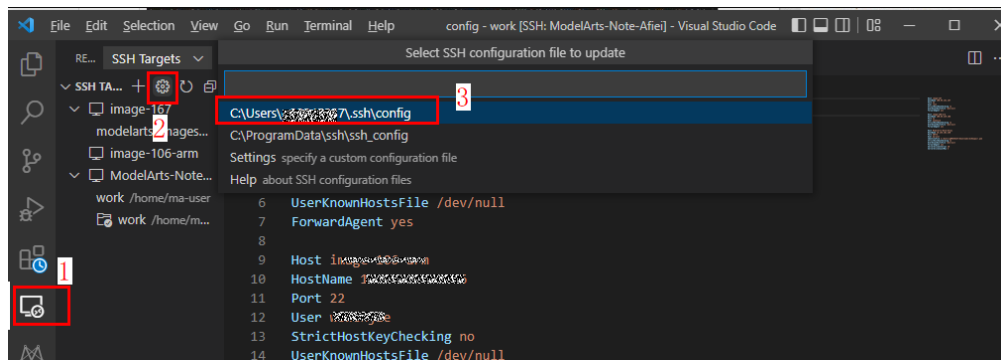 File Edit Selection View Go Run Terminal Help config - work [SSH: ModelArts-Note-Afiei] - Visual Studio Code
Select SSH configuration file to update
RE... SSH Targets
SSH TA...
3
C:\Users\ 7\.ssh\config
C:\ProgramData\ssh\ssh_config
Settings specify a custom configuration file
Help about SSH configuration files
image-167
2
image-106-arm
ModelArts-Note...
work /home/ma-user
work /home/m...
1
6 UserKnownHostsFile /dev/null
7 ForwardAgent yes
8
9 Host
10 HostName
11 Port 22
12 User
13 StrictHostKeyChecking no
14 UserKnownHostsFile /dev/null